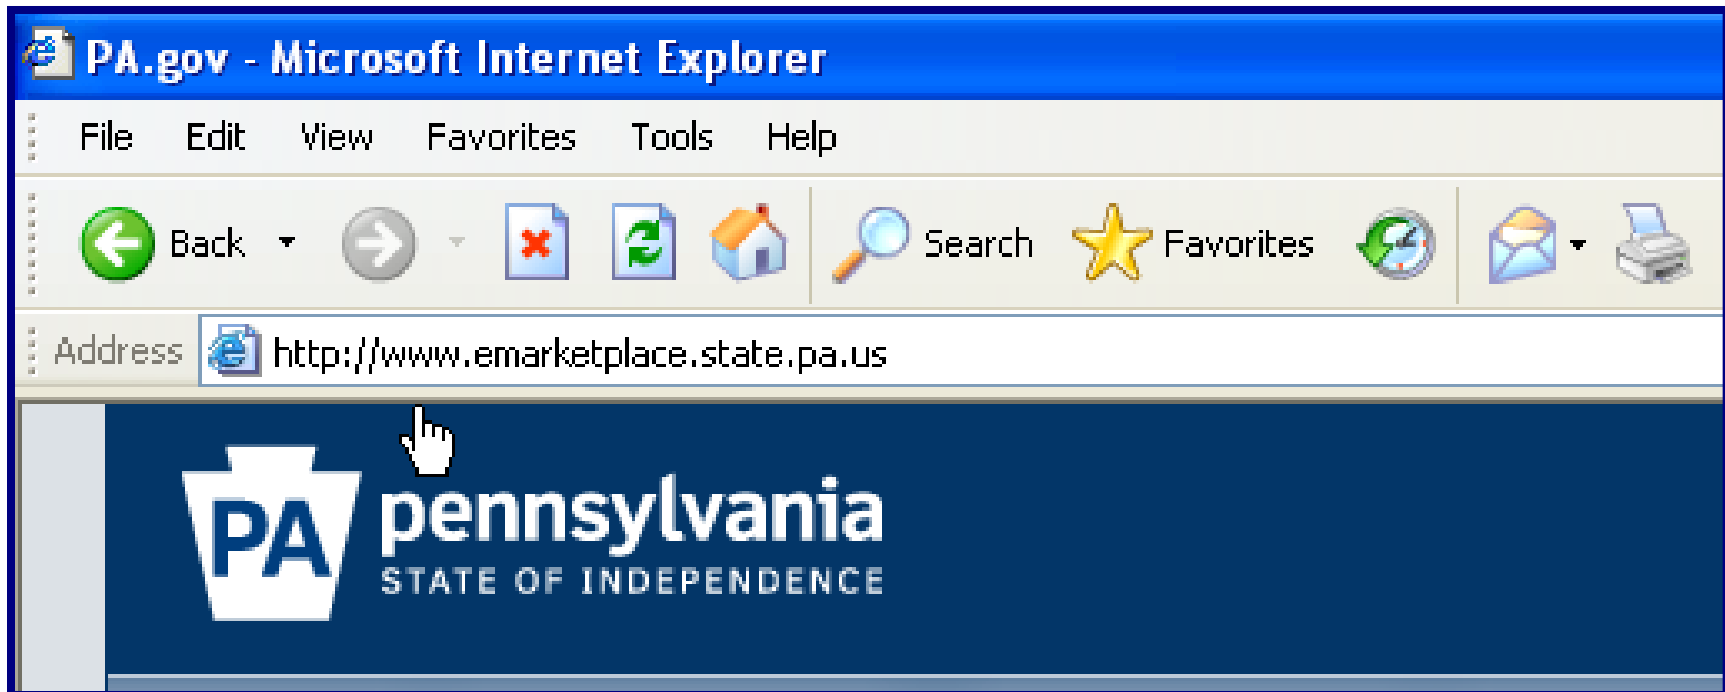 PA.gov - Microsoft Internet Explorer
File Edit View Favorites Tools Help
Back Search Favorites
Address http://www.emarketplace.state.pa.us
PA pennsylvania
STATE OF INDEPENDENCE